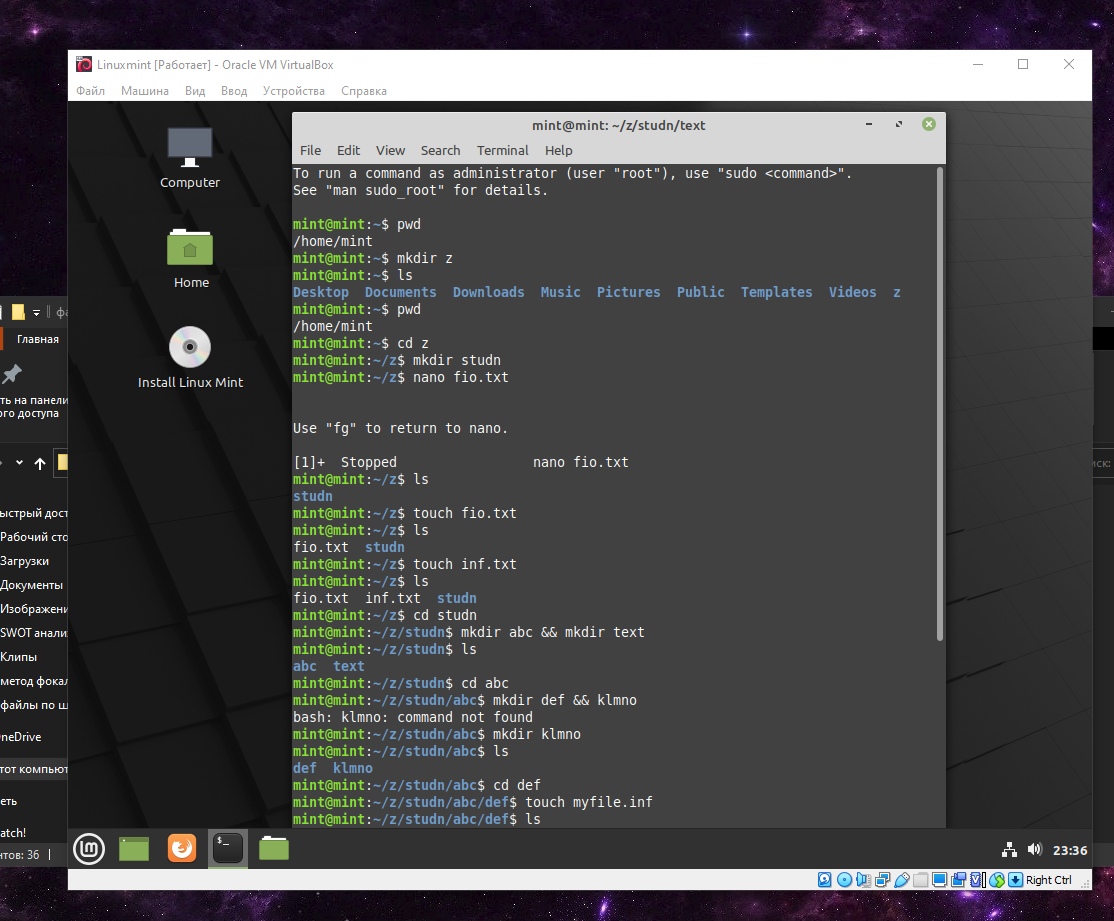 Linuxmint [Работает] - Oracle VM VirtualBox
Файл Машина Вид Ввод Устройства Справка
mint@mint: ~/z/studn/text
File Edit View Search Terminal Help
To run a command as administrator (user "root"), use "sudo <command>".
See "man sudo_root" for details.
mint@mint:~$ pwd
/home/mint
mint@mint:~$ mkdir z
mint@mint:~$ ls
Desktop Documents Downloads Music Pictures Public Templates Videos z
mint@mint:~$ pwd
/home/mint
mint@mint:~$ cd z
mint@mint:~/z$ mkdir studn
mint@mint:~/z$ nano fio.txt
Use "fg" to return to nano.
[1]+ Stopped nano fio.txt
mint@mint:~/z$ ls
studn
mint@mint:~/z$ touch fio.txt
mint@mint:~/z$ ls
fio.txt studn
mint@mint:~/z$ touch inf.txt
mint@mint:~/z$ ls
fio.txt inf.txt studn
mint@mint:~/z$ cd studn
mint@mint:~/z/studn$ mkdir abc && mkdir text
mint@mint:~/z/studn$ ls
abc text
mint@mint:~/z/studn$ cd abc
mint@mint:~/z/studn/abc$ mkdir def && klmno
bash: klmno: command not found
mint@mint:~/z/studn/abc$ mkdir klmno
mint@mint:~/z/studn/abc$ ls
def klmno
mint@mint:~/z/studn/abc$ cd def
mint@mint:~/z/studn/abc/def$ touch myfile.inf
mint@mint:~/z/studn/abc/def$ ls
Computer
Home
Install Linux Mint
23:36
Right Ctrl
фа
Главная
ть на панели
ого доступа
ыстрый дост
Рабочий сто
Загрузки
Документы
Изображени
SWOT анали
Клипы
метод фокал
файлы по ш
neDrive
тот компьют
еть
atch!
нтов: 36
иск: